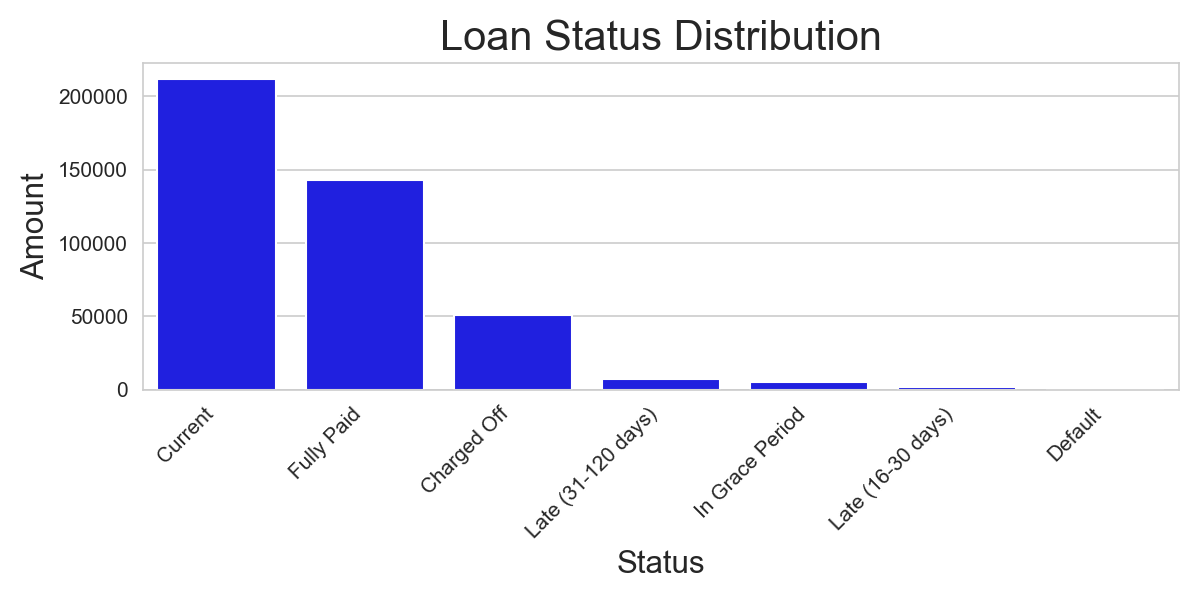 Loan Status Distribution
Amount
200000
150000
100000
50000
0
Current
Fully Paid
Charged Off
Late (31-120 days)
In Grace Period
Late (16-30 days)
Default
Status